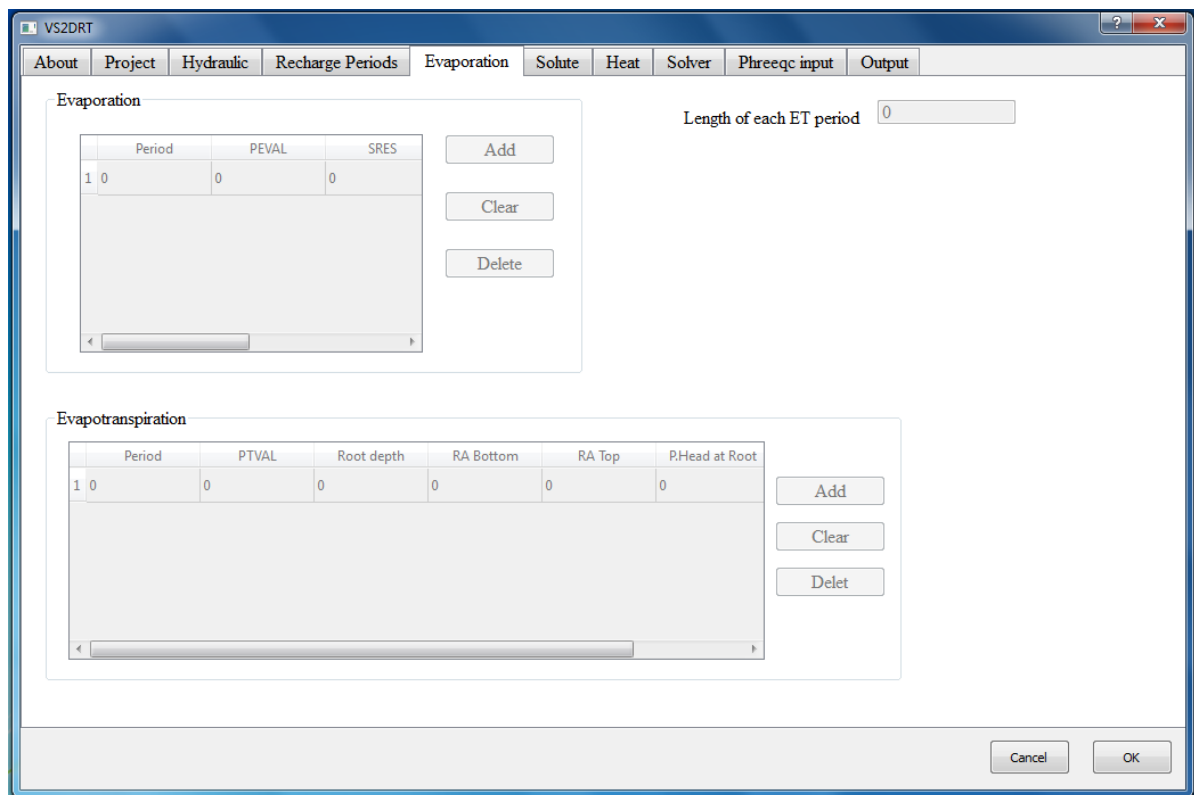 VS2DRT
About Project Hydraulic Recharge Periods Evaporation Solute Heat Solver Phreeqc input Output
Evaporation
Length of each ET period 0
Period PEVAL SRES
1 0 0 0
Add
Clear
Delete
Evapotranspiration
Period PTVAL Root depth RA Bottom RA Top P.Head at Root
1 0 0 0 0 0 0
Add
Clear
Delet
Cancel OK